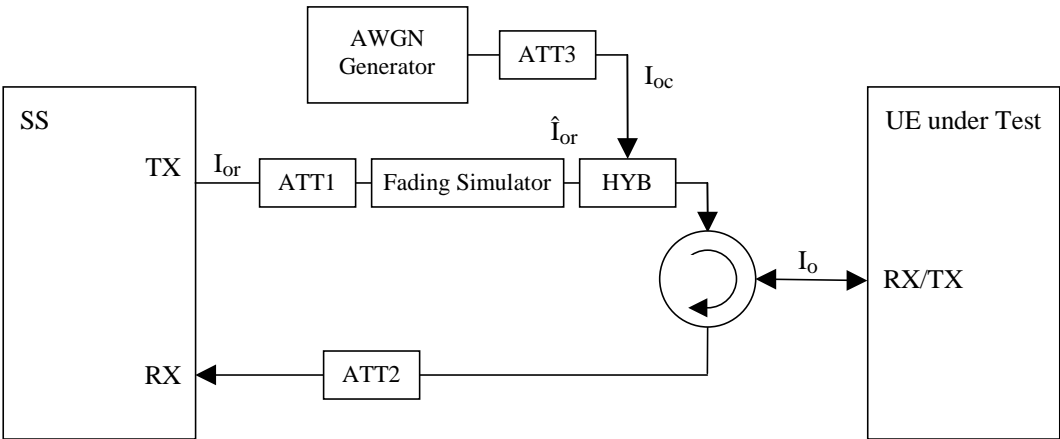 AWGN
Generator
ATT3
I_oc
SS
UE under Test
Î_or
TX
I_or
ATT1
Fading Simulator
HYB
I_o
RX/TX
RX
ATT2